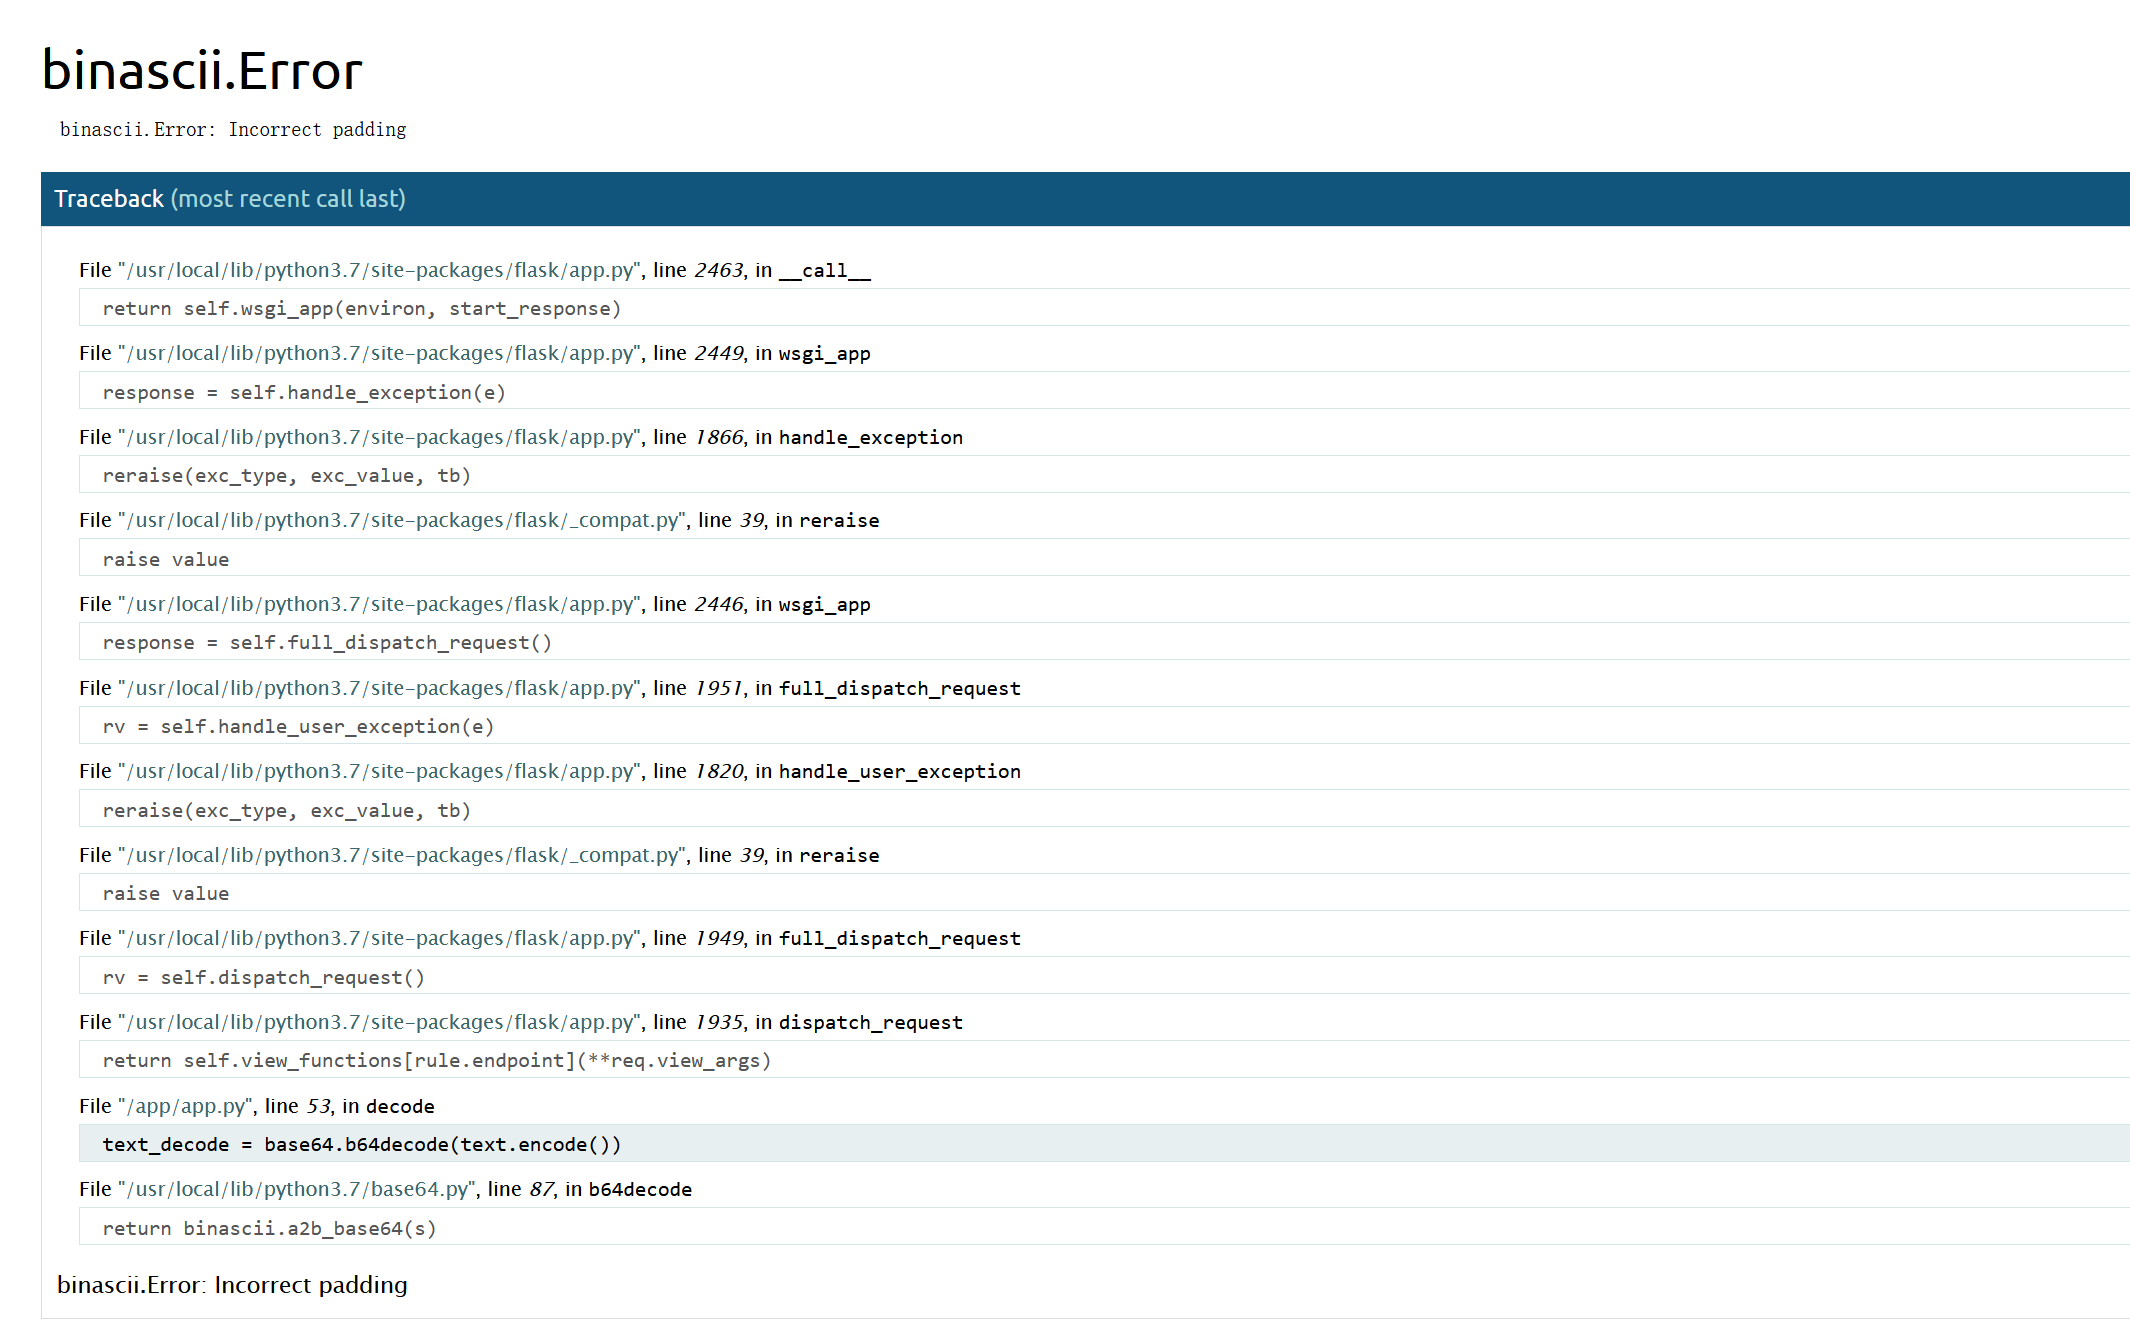 binascii.Error
binascii.Error: Incorrect padding
Traceback (most recent call last)
File "/usr/local/lib/python3.7/site-packages/flask/app.py", line 2463, in __call__
return self.wsgi_app(environ, start_response)
File "/usr/local/lib/python3.7/site-packages/flask/app.py", line 2449, in wsgi_app
response = self.handle_exception(e)
File "/usr/local/lib/python3.7/site-packages/flask/app.py", line 1866, in handle_exception
reraise(exc_type, exc_value, tb)
File "/usr/local/lib/python3.7/site-packages/flask/_compat.py", line 39, in reraise
raise value
File "/usr/local/lib/python3.7/site-packages/flask/app.py", line 2446, in wsgi_app
response = self.full_dispatch_request()
File "/usr/local/lib/python3.7/site-packages/flask/app.py", line 1951, in full_dispatch_request
rv = self.handle_user_exception(e)
File "/usr/local/lib/python3.7/site-packages/flask/app.py", line 1820, in handle_user_exception
reraise(exc_type, exc_value, tb)
File "/usr/local/lib/python3.7/site-packages/flask/_compat.py", line 39, in reraise
raise value
File "/usr/local/lib/python3.7/site-packages/flask/app.py", line 1949, in full_dispatch_request
rv = self.dispatch_request()
File "/usr/local/lib/python3.7/site-packages/flask/app.py", line 1935, in dispatch_request
return self.view_functions[rule.endpoint](**req.view_args)
File "/app/app.py", line 53, in decode
text_decode = base64.b64decode(text.encode())
File "/usr/local/lib/python3.7/base64.py", line 87, in b64decode
return binascii.a2b_base64(s)
binascii.Error: Incorrect padding